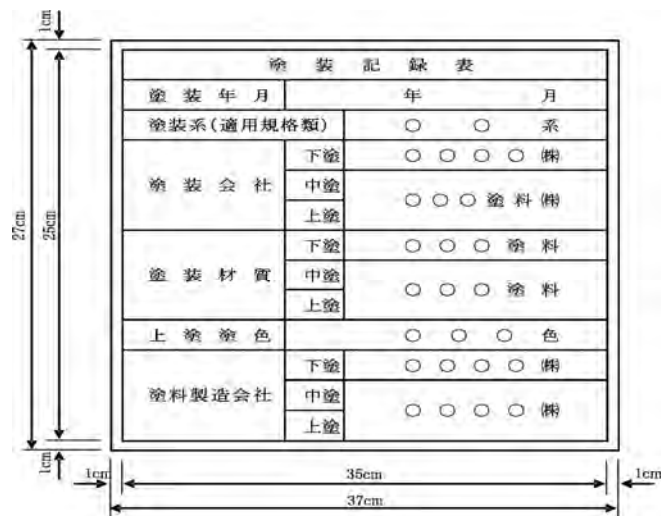 1cm
塗装記録表
塗装年月 年 月
塗装系(適用規格類) ○ ○ 系
塗装会社 下塗 ○○○○㈱
中塗 ○○○塗料㈱
上塗
塗装材質 下塗 ○○○塗料
中塗 ○○○塗料
上塗
上塗塗色 ○○○色
塗料製造会社 下塗 ○○○○㈱
中塗 ○○○○㈱
上塗
27cm
25cm
1cm
1cm 35cm 1cm
37cm